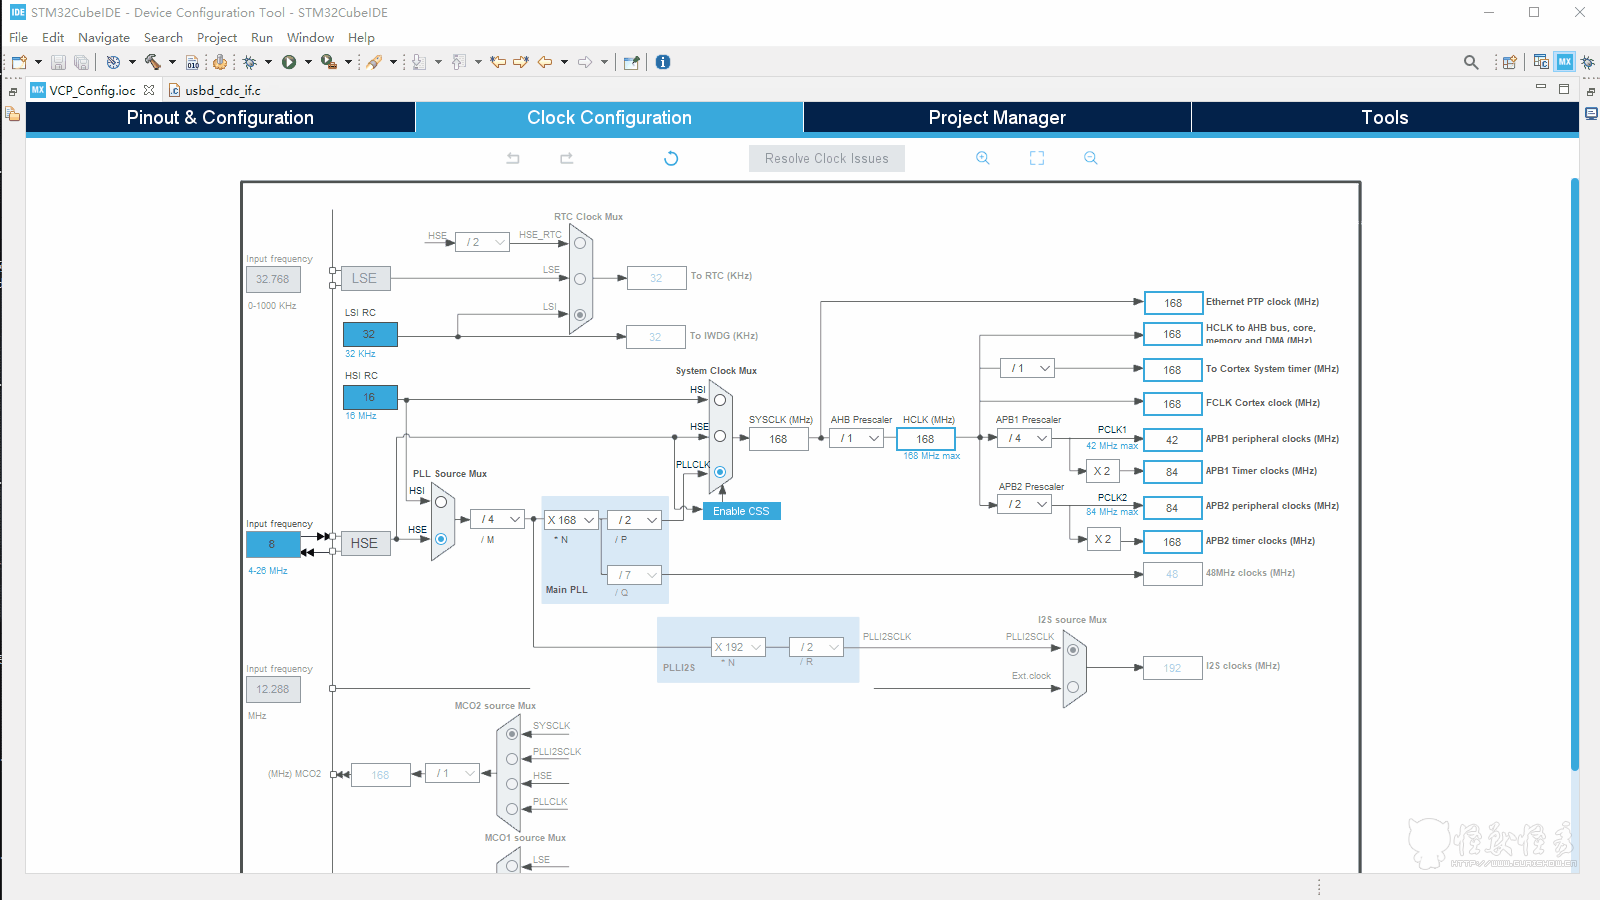 IDE STM32CubeIDE - Device Configuration Tool - STM32CubeIDE
File Edit Navigate Search Project Run Window Help
MX VCP_Config.ioc usbd_cdc_if.c
MX
Pinout & Configuration Clock Configuration Project Manager Tools
Resolve Clock Issues
RTC Clock Mux
HSE / 2 HSE_RTC
Input frequency
32.768 LSE LSE 32 To RTC (KHz)
0-1000 KHz
LSI RC LSI
32 32 To IWDG (KHz)
32 KHz
HSI RC
16
16 MHz
System Clock Mux
HSI
HSE
PLLCLK
Enable CSS
SYSCLK (MHz) AHB Prescaler HCLK (MHz) APB1 Prescaler
168 / 1 168 / 4
168 MHz max
168 Ethernet PTP clock (MHz)
168 HCLK to AHB bus, core,
memory and DMA (MHz)
/ 1 168 To Cortex System timer (MHz)
168 FCLK Cortex clock (MHz)
PCLK1
42 MHz max 42 APB1 peripheral clocks (MHz)
X 2 84 APB1 Timer clocks (MHz)
APB2 Prescaler
/ 2 PCLK2
84 MHz max 84 APB2 peripheral clocks (MHz)
X 2 168 APB2 timer clocks (MHz)
48 48MHz clocks (MHz)
PLL Source Mux
HSI
HSE
Input frequency
8 HSE
4-26 MHz
/ 4 X 168 / 2
/ M * N / P
/ 7
Main PLL / Q
X 192 / 2 PLLI2SCLK
PLLI2S * N / R
I2S source Mux
PLLI2SCLK
192 I2S clocks (MHz)
Ext.clock
Input frequency
12.288
MHz
MCO2 source Mux
SYSCLK
PLLI2SCLK
(MHz) MCO2 168 / 1 HSE
PLLCLK
MCO1 source Mux
LSE
怪兽怪秀